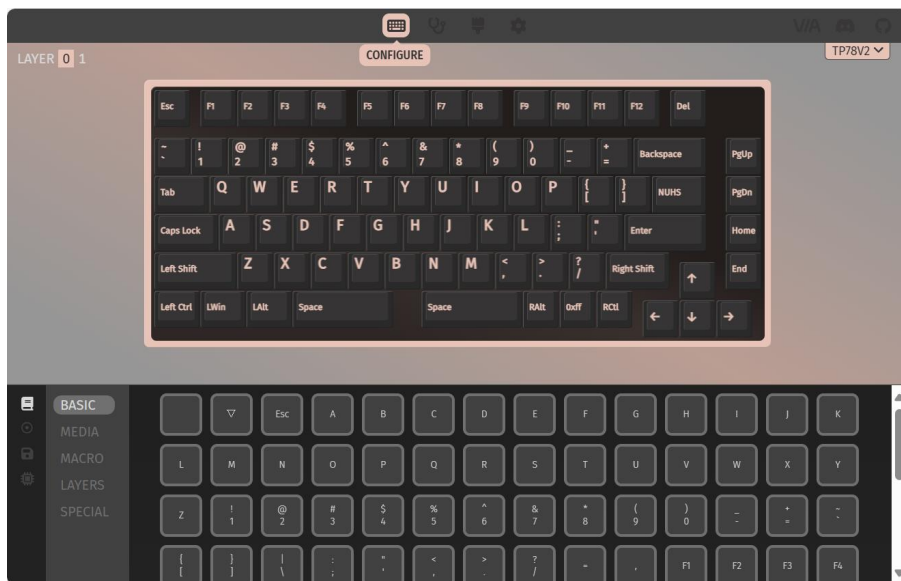 VIA
CONFIGURE
TP78V2
LAYER 0 1
Esc F1 F2 F3 F4 F5 F6 F7 F8 F9 F10 F11 F12 Del
~ ! @ # $ % ^ & * ( ) _ +
` 1 2 3 4 5 6 7 8 9 0 - = Backspace PgUp
Tab Q W E R T Y U I O P { } NUHS PgDn
[ ]
Caps Lock A S D F G H J K L : " Enter Home
; '
Left Shift Z X C V B N M < > ? Right Shift ↑ End
, . /
Left Ctrl LWin LAlt Space Space RAlt 0xff RCtl ← ↓ →
BASIC
MEDIA
MACRO
LAYERS
SPECIAL
▽ Esc A B C D E F G H I J K
L M N O P Q R S T U V W X Y
Z ! @ # $ % ^ & * ( ) _ + ~
1 2 3 4 5 6 7 8 9 0 - = `
{ } | : " < > ? = , F1 F2 F3 F4
[ ] \ ; ' , . /